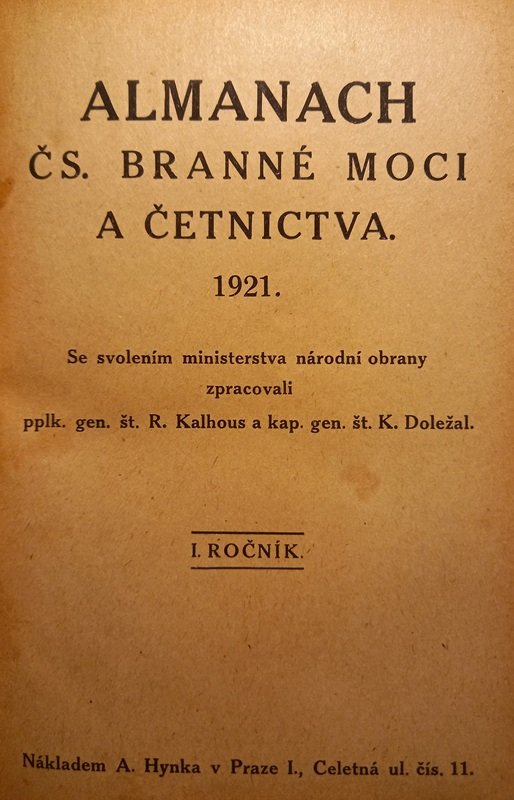 ALMANACH
ČS. BRANNÉ MOCI
A ČETNICTVA.
1921.
Se svolením ministerstva národní obrany
zpracovali
pplk. gen. št. R. Kalhous a kap. gen. št. K. Doležal.
I. ROČNÍK.
Nákladem A. Hynka v Praze I., Celetná ul. čís. 11.